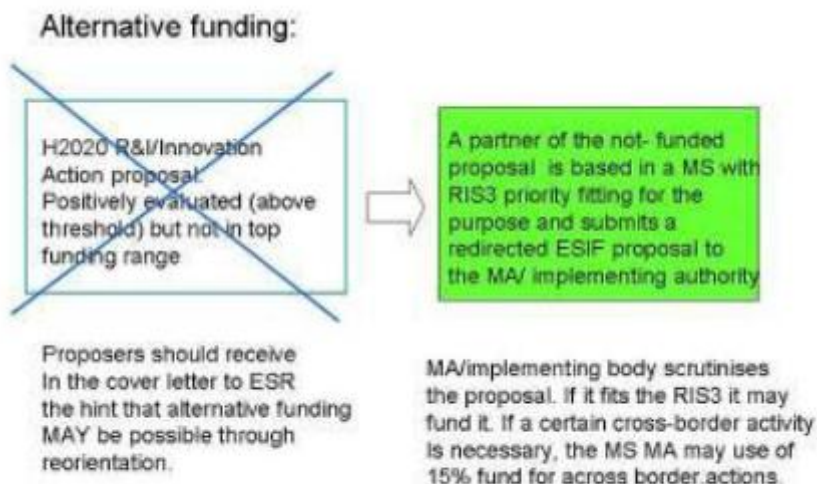 Alternative funding:
H2020 R&I/Innovation
Action proposal:
Positively evaluated (above
threshold) but not in top
funding range
A partner of the not- funded
proposal is based in a MS with
RIS3 priority fitting for the
purpose and submits a
redirected ESIF proposal to
the MA/ implementing authority
Proposers should receive
In the cover letter to ESR
the hint that alternative funding
MAY be possible through
reorientation.
MA/implementing body scrutinises
the proposal. If it fits the RIS3 it may
fund it. If a certain cross-border activity
Is necessary, the MS MA may use of
15% fund for across border.actions.